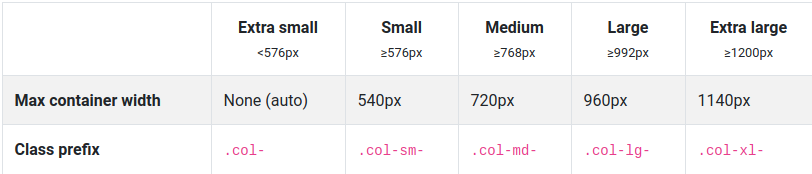 Extra small Small Medium Large Extra large
<576px ≥576px ≥768px ≥992px ≥1200px
Max container width None (auto) 540px 720px 960px 1140px
Class prefix .col- .col-sm- .col-md- .col-lg- .col-xl-